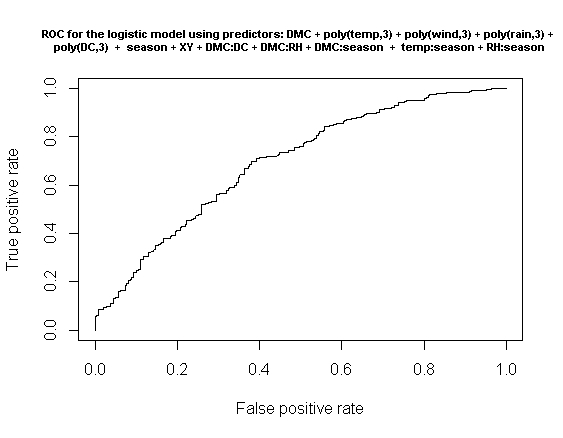 ROC for the logistic model using predictors: DMC + poly(temp,3) + poly(wind,3) + poly(rain,3) +
poly(DC,3) + season + XY + DMC:DC + DMC:RH + DMC:season + temp:season + RH:season
True positive rate
1.0
0.8
0.6
0.4
0.2
0.0
0.0 0.2 0.4 0.6 0.8 1.0
False positive rate